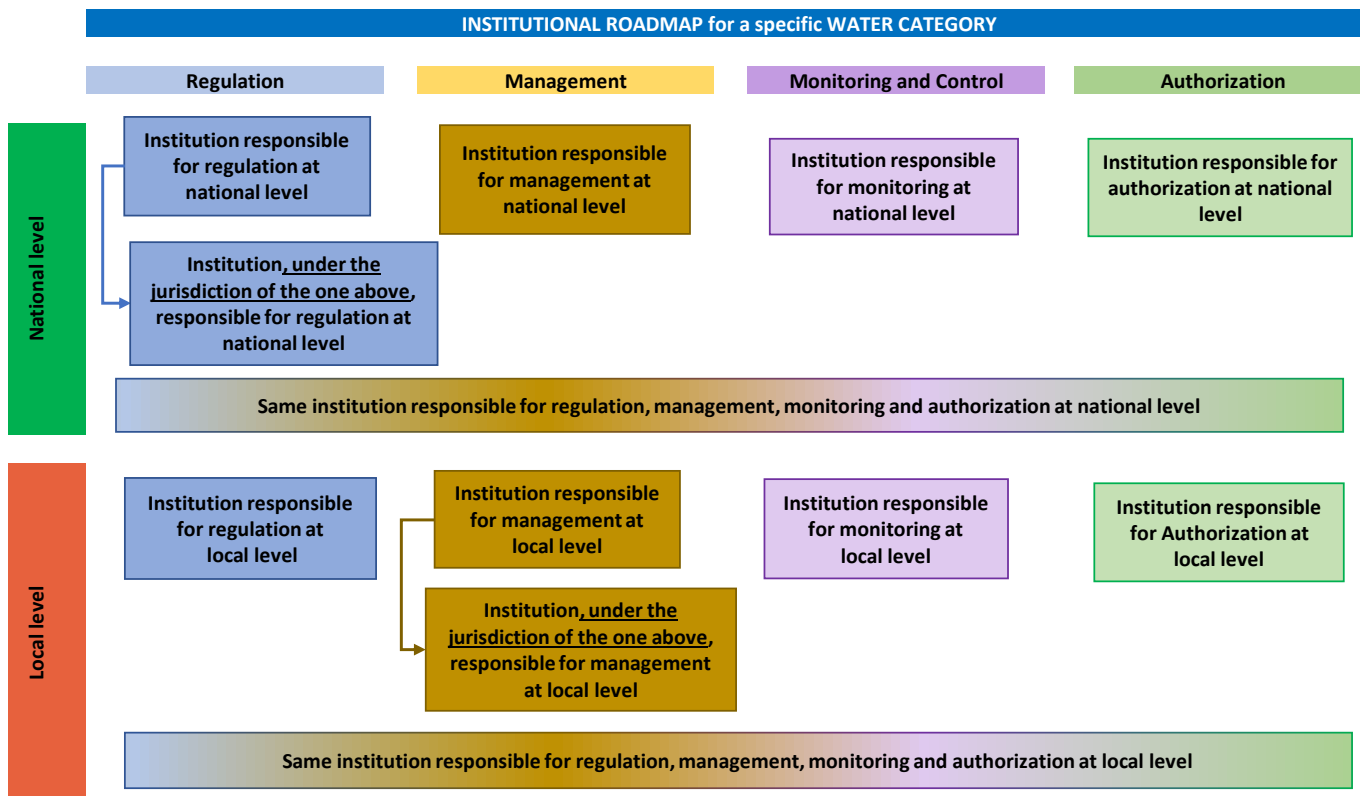 INSTITUTIONAL ROADMAP for a specific WATER CATEGORY
Regulation
Management
Monitoring and Control
Authorization
National level
Institution responsible
for regulation at
national level
Institution responsible
for management at
national level
Institution responsible
for monitoring at
national level
Institution responsible for
authorization at national
level
Institution, under the
jurisdiction of the one above,
responsible for regulation at
national level
Same institution responsible for regulation, management, monitoring and authorization at national level
Local level
Institution responsible
for regulation at
local level
Institution responsible
for management at
local level
Institution responsible
for monitoring at
local level
Institution responsible
for Authorization at
local level
Institution, under the
jurisdiction of the one above,
responsible for management
at local level
Same institution responsible for regulation, management, monitoring and authorization at local level